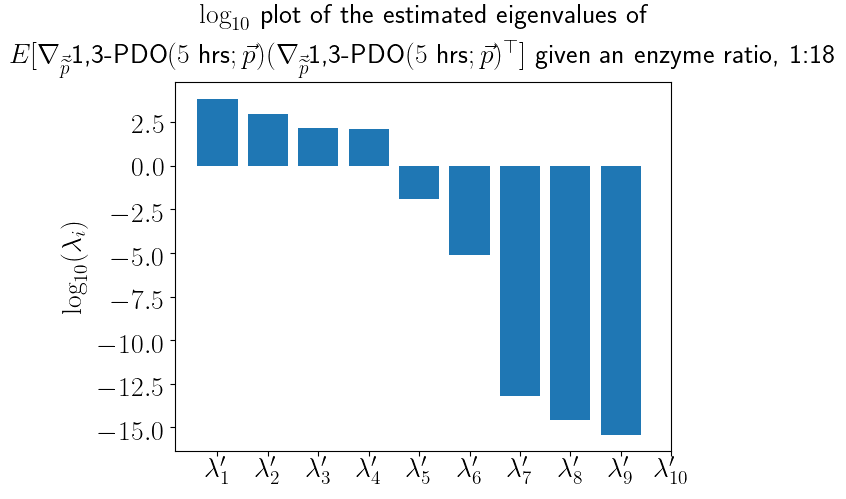 log₁₀ plot of the estimated eigenvalues of
E[∇_p̃⃗ 1,3-PDO(5 hrs; p⃗)(∇_p̃⃗ 1,3-PDO(5 hrs; p⃗)^⊤] given an enzyme ratio, 1:18
log₁₀(λᵢ)
2.5
0.0
−2.5
−5.0
−7.5
−10.0
−12.5
−15.0
λ′₁ λ′₂ λ′₃ λ′₄ λ′₅ λ′₆ λ′₇ λ′₈ λ′₉ λ′₁₀